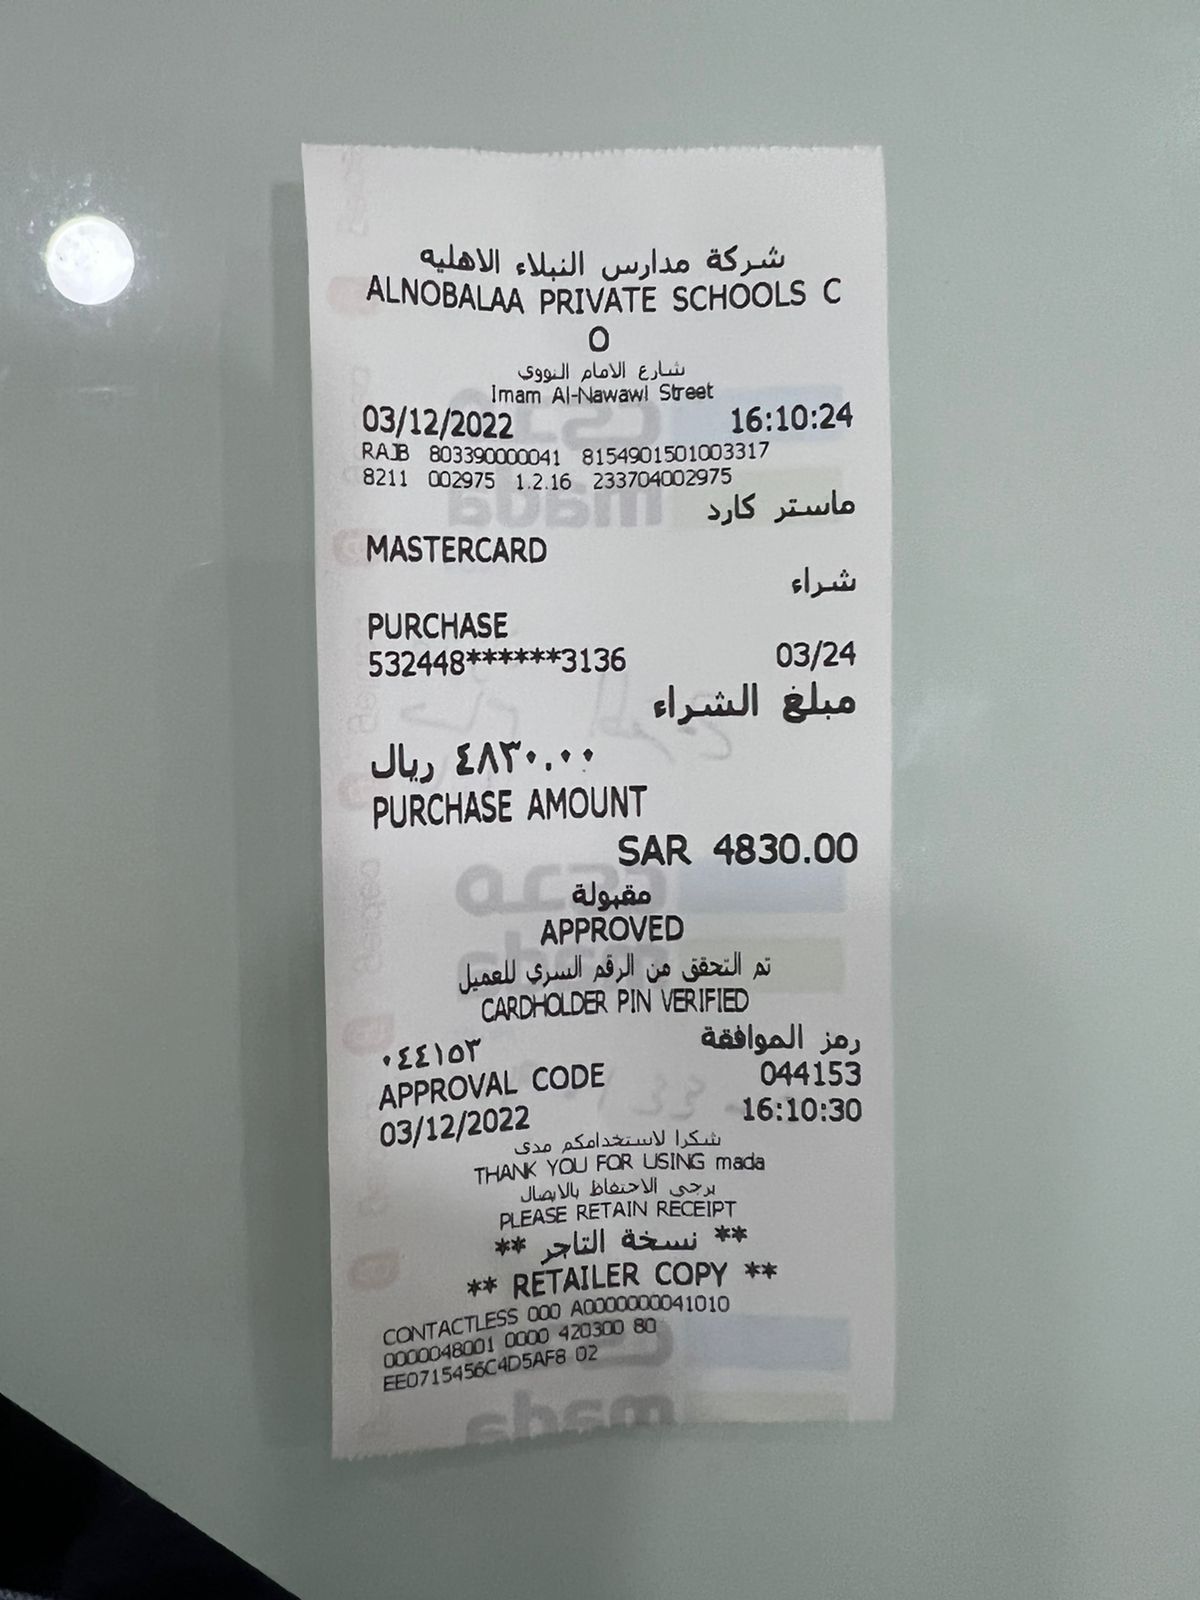 شركة مدارس النبلاء الاهليه
ALNOBALAA PRIVATE SCHOOLS C
O
شارع الامام النووي
Imam Al-Nawawi Street
03/12/2022 16:10:24
RAJB 803390000041 8154901501003317
8211 002975 1.2.16 233704002975
ماستر كارد
MASTERCARD
شراء
PURCHASE
532448******3136 03/24
مبلغ الشراء
٤٨٣٠.٠٠ ريال
PURCHASE AMOUNT
SAR 4830.00
مقبولة
APPROVED
تم التحقق من الرقم السري للعميل
CARDHOLDER PIN VERIFIED
رمز الموافقة ٠٤٤١٥٣
APPROVAL CODE 044153
03/12/2022 16:10:30
شكرا لاستخدامكم مدى
THANK YOU FOR USING mada
يرجى الاحتفاظ بالايصال
PLEASE RETAIN RECEIPT
** نسخة التاجر **
** RETAILER COPY **
CONTACTLESS 000 A0000000041010
0000048001 0000 420300 80
EE0715456C4D5AF8 02